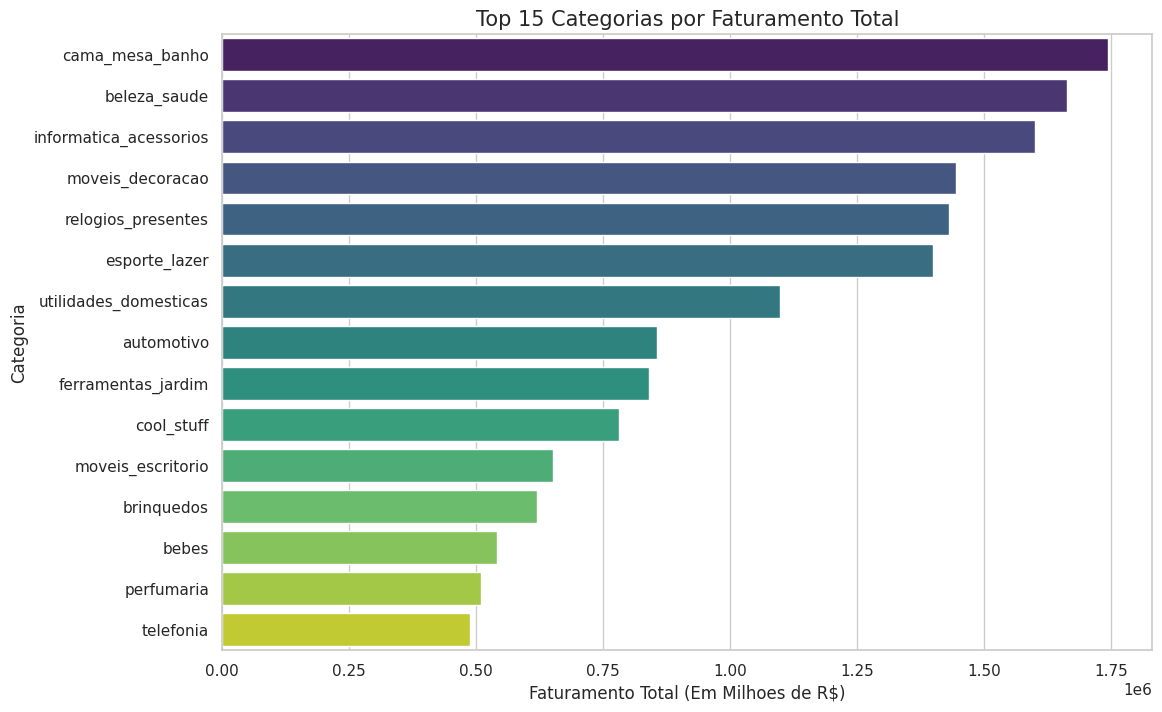 Top 15 Categorias por Faturamento Total
Categoria
cama_mesa_banho
beleza_saude
informatica_acessorios
moveis_decoracao
relogios_presentes
esporte_lazer
utilidades_domesticas
automotivo
ferramentas_jardim
cool_stuff
moveis_escritorio
brinquedos
bebes
perfumaria
telefonia
0.00 0.25 0.50 0.75 1.00 1.25 1.50 1.75
1e6
Faturamento Total (Em Milhoes de R$)